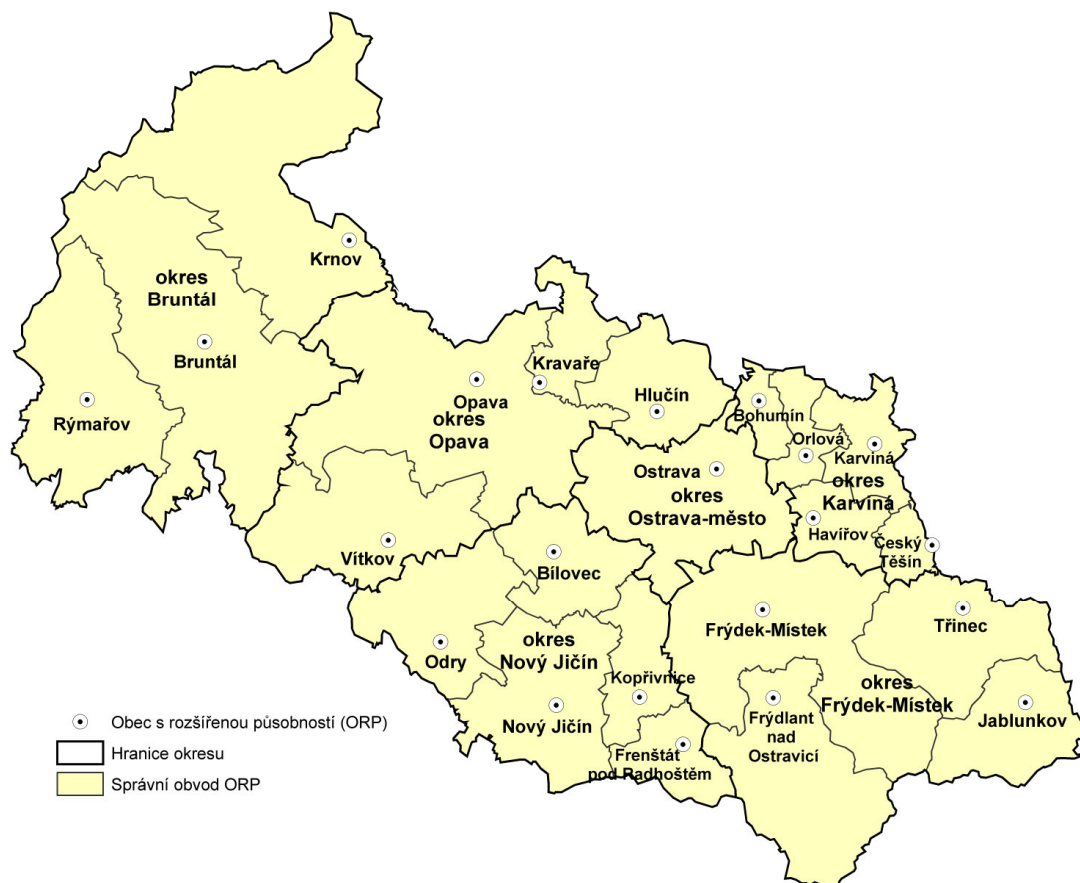 Krnov
okres
Bruntál
Bruntál
Rýmařov
Kravaře
Opava
okres
Opava
Hlučín
Bohumín
Orlová
Karviná
okres
Karviná
Ostrava
okres
Ostrava-město
Havířov
Český
Těšín
Vítkov
Bílovec
Odry
okres
Nový Jičín
Nový Jičín
Kopřivnice
Frenštát
pod Radhoštěm
Frýdek-Místek
Třinec
okres
Frýdek-Místek
Frýdlant
nad
Ostravicí
Jablunkov
Obec s rozšířenou působností (ORP)
Hranice okresu
Správní obvod ORP